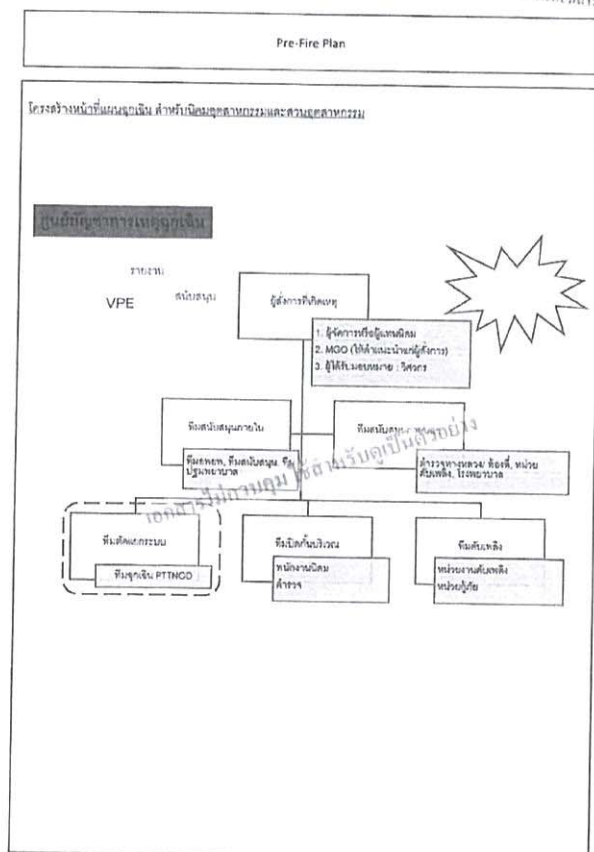 Pre-Fire Plan
โครงสร้างหน้าที่แผนฉุกเฉิน สำหรับนิคมอุตสาหกรรมและสวนอุตสาหกรรม
ศูนย์บัญชาการเหตุฉุกเฉิน
รายงาน
VPE
สนับสนุน
ผู้สั่งการที่เกิดเหตุ
1. ผู้จัดการหรือผู้แทนนิคม
2. MGO (ให้คำแนะนำแก่ผู้สั่งการ)
3. ผู้ได้รับมอบหมาย : วิศวกร
ทีมสนับสนุนภายใน
ทีมอพยพ, ทีมสนับสนุน, ทีม
ปฐมพยาบาล
ทีมสนับสนุน
ตำรวจทางหลวง/ ท้องที่, หน่วย
ดับเพลิง, โรงพยาบาล
เอกสารไม่ควบคุม ใช้สำหรับดูเป็นตัวอย่าง
ทีมตัดแยกระบบ
ทีมฉุกเฉิน PTTNGD
ทีมปิดกั้นบริเวณ
พนักงานนิคม
ตำรวจ
ทีมดับเพลิง
หน่วยงานดับเพลิง
หน่วยกู้ภัย